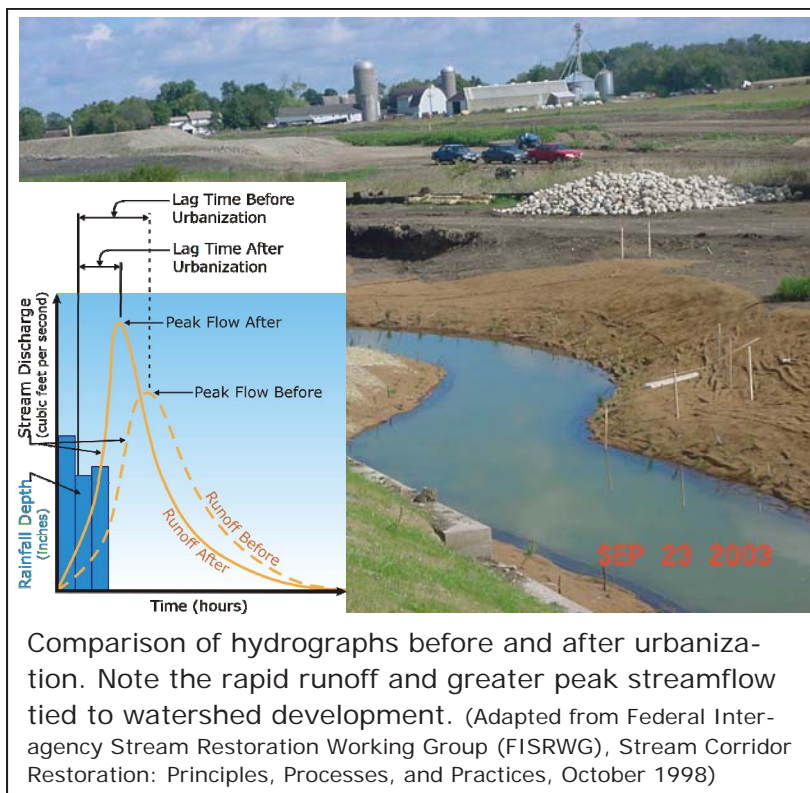 Lag Time Before
Urbanization
Lag Time After
Urbanization
Peak Flow After
Peak Flow Before
Stream Discharge
(cubic feet per second)
Rainfall Depth
(inches)
Runoff Before
Runoff After
Time (hours)
SEP 23 2003
Comparison of hydrographs before and after urbaniza-
tion. Note the rapid runoff and greater peak streamflow
tied to watershed development. (Adapted from Federal Inter-
agency Stream Restoration Working Group (FISRWG), Stream Corridor
Restoration: Principles, Processes, and Practices, October 1998)